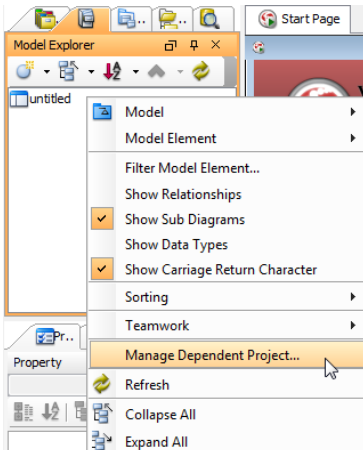 Start Page
Model Explorer
untitled
Model
Model Element
Filter Model Element...
Show Relationships
Show Sub Diagrams
Show Data Types
Show Carriage Return Character
Sorting
Teamwork
Pr..
Manage Dependent Project...
Property
Refresh
Collapse All
Expand All